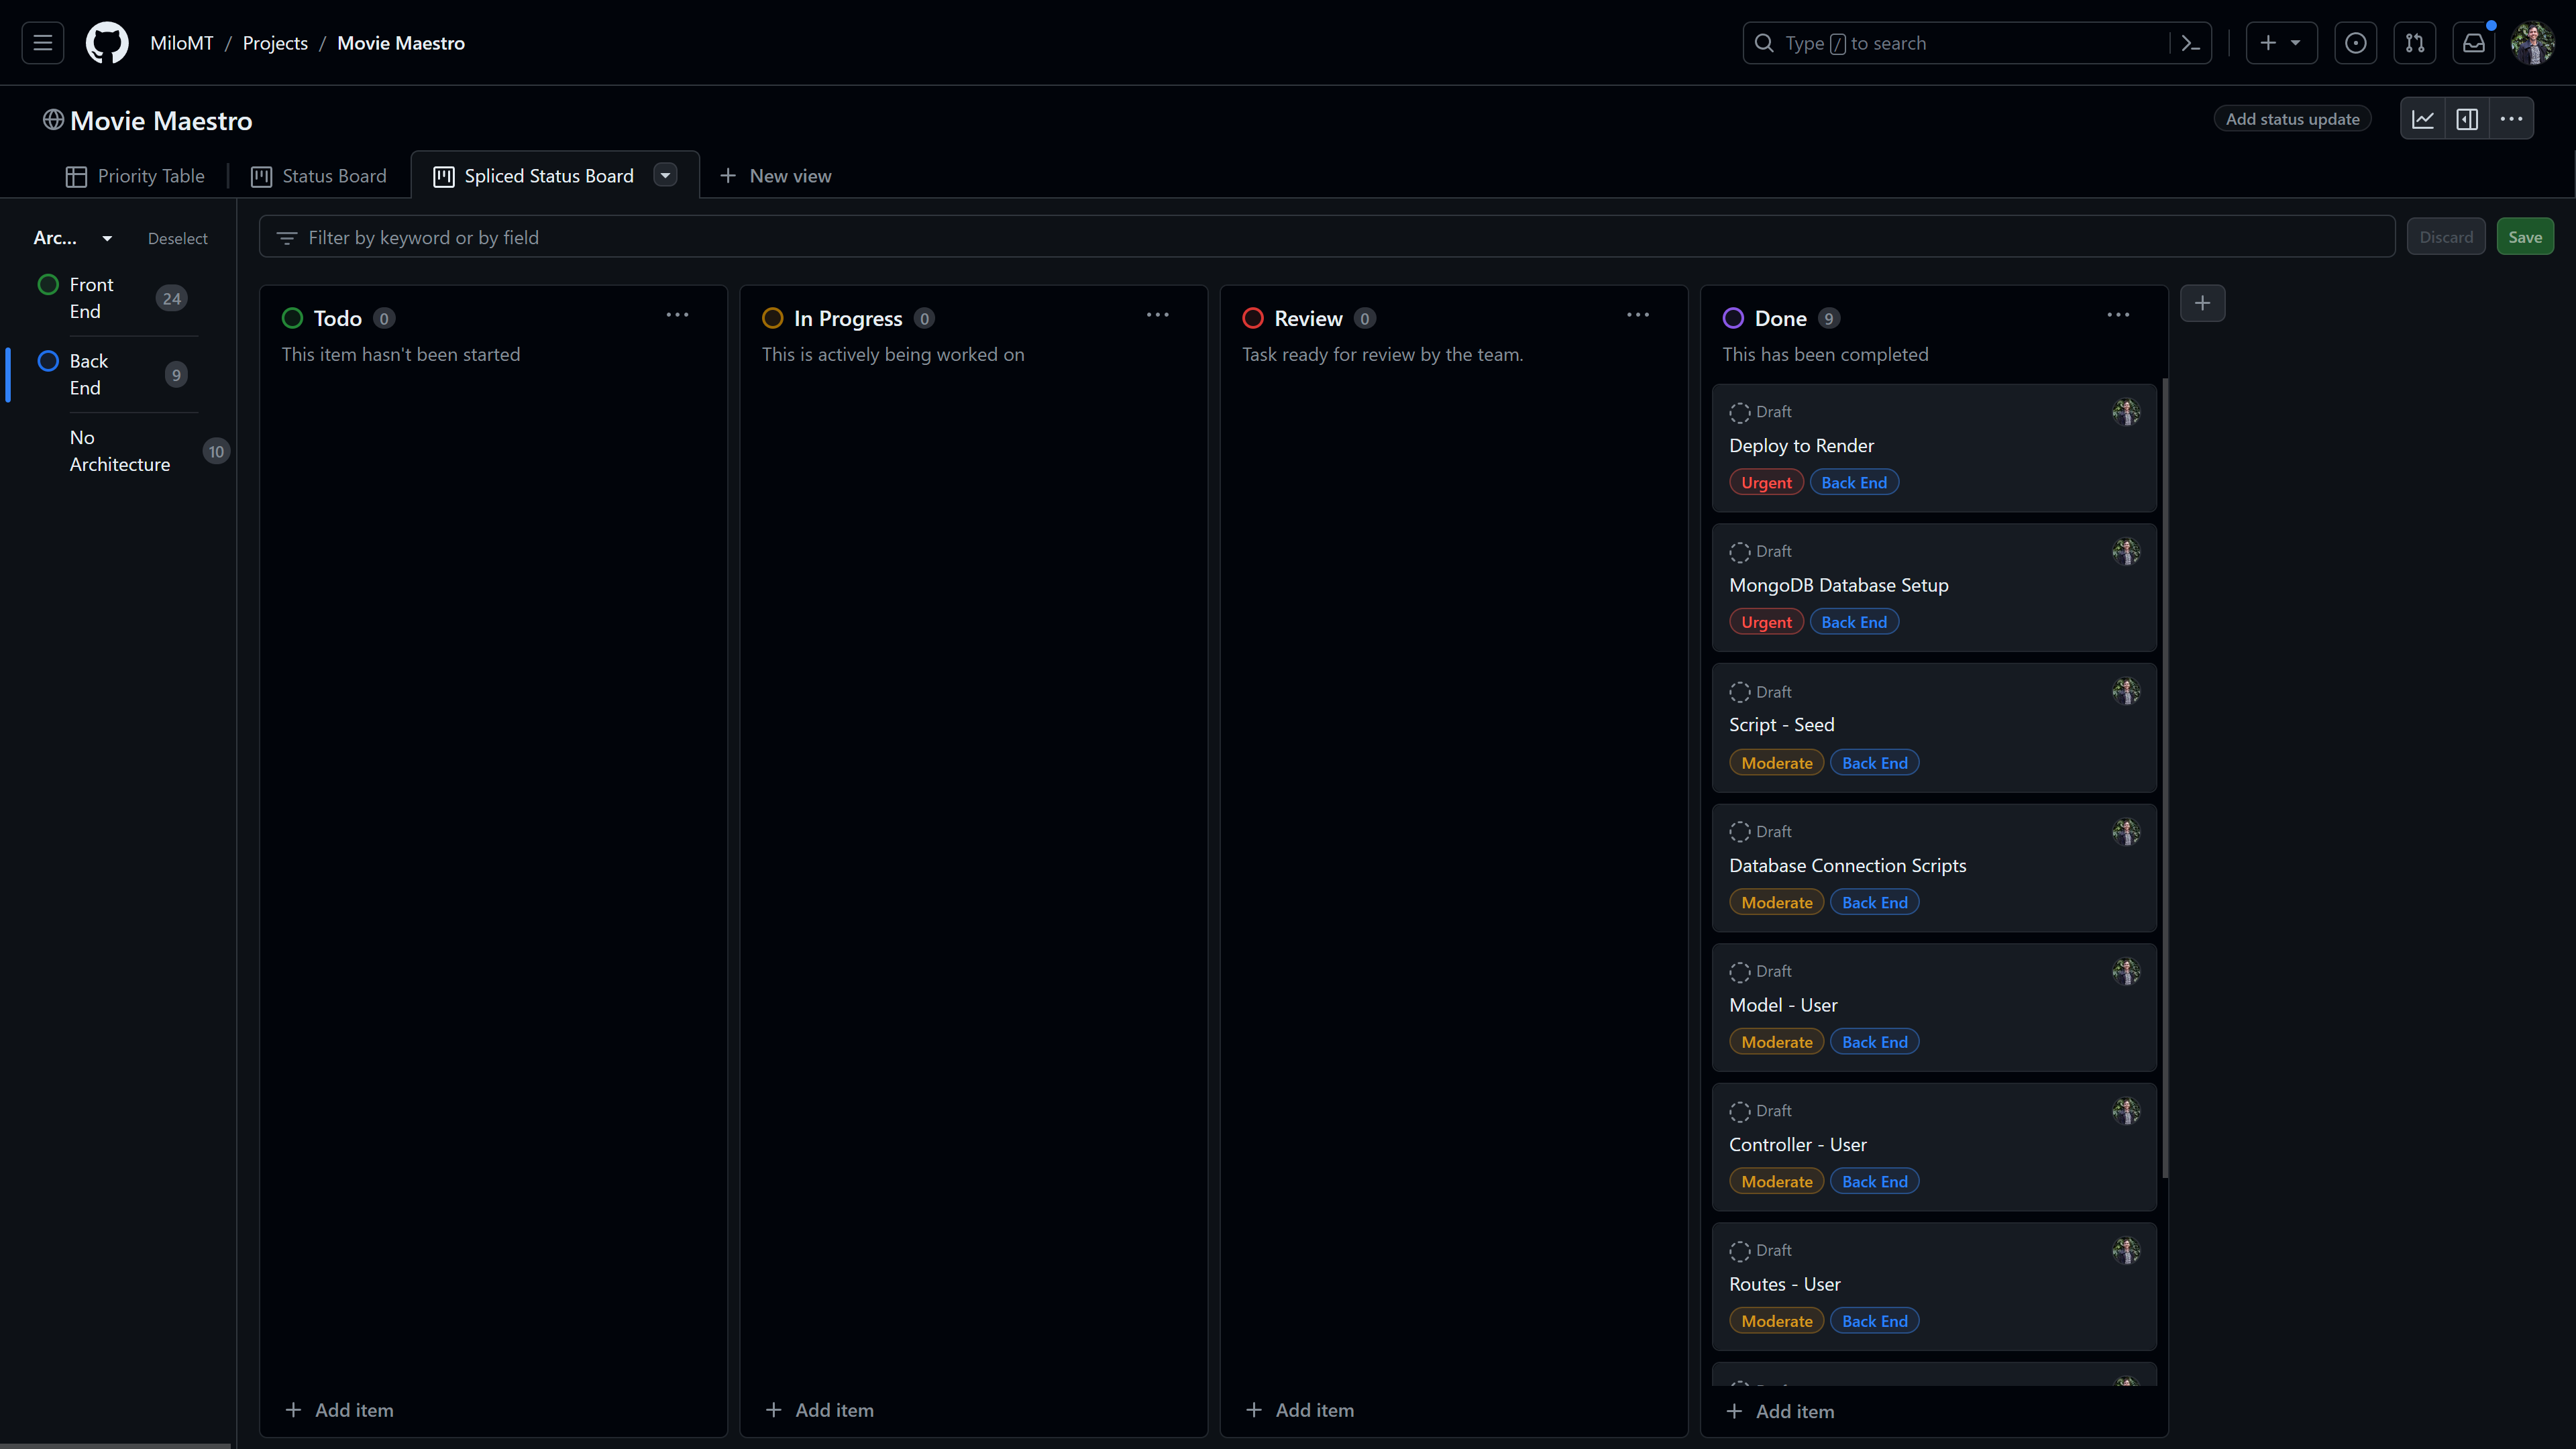 MiloMT / Projects / Movie Maestro
Type / to search
Movie Maestro
Add status update
Priority Table
Status Board
Spliced Status Board
New view
Arc...
Deselect
Front
End
24
Back
End
9
No
Architecture
10
Filter by keyword or by field
Discard
Save
Todo 0
This item hasn't been started
Add item
In Progress 0
This is actively being worked on
Add item
Review 0
Task ready for review by the team.
Add item
Done 9
This has been completed
Draft
Deploy to Render
Urgent Back End
Draft
MongoDB Database Setup
Urgent Back End
Draft
Script - Seed
Moderate Back End
Draft
Database Connection Scripts
Moderate Back End
Draft
Model - User
Moderate Back End
Draft
Controller - User
Moderate Back End
Draft
Routes - User
Moderate Back End
Add item